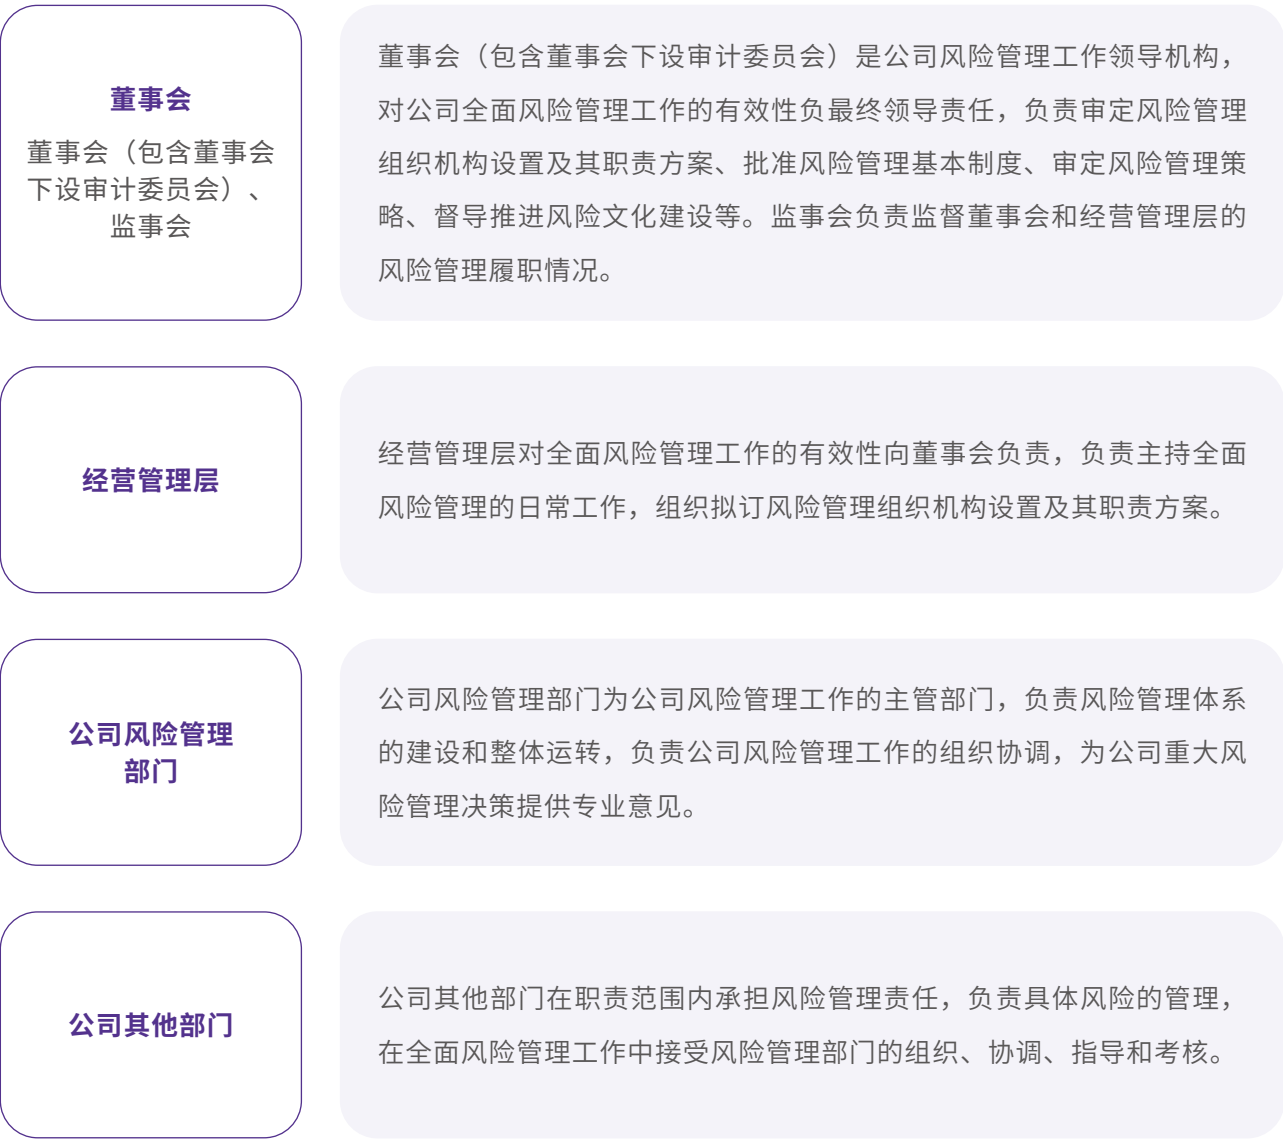 董事会
董事会（包含董事会
下设审计委员会）、
监事会
董事会（包含董事会下设审计委员会）是公司风险管理工作领导机构，
对公司全面风险管理工作的有效性负最终领导责任，负责审定风险管理
组织机构设置及其职责方案、批准风险管理基本制度、审定风险管理策
略、督导推进风险文化建设等。监事会负责监督董事会和经营管理层的
风险管理履职情况。
经营管理层
经营管理层对全面风险管理工作的有效性向董事会负责，负责主持全面
风险管理的日常工作，组织拟订风险管理组织机构设置及其职责方案。
公司风险管理
部门
公司风险管理部门为公司风险管理工作的主管部门，负责风险管理体系
的建设和整体运转，负责公司风险管理工作的组织协调，为公司重大风
险管理决策提供专业意见。
公司其他部门
公司其他部门在职责范围内承担风险管理责任，负责具体风险的管理，
在全面风险管理工作中接受风险管理部门的组织、协调、指导和考核。